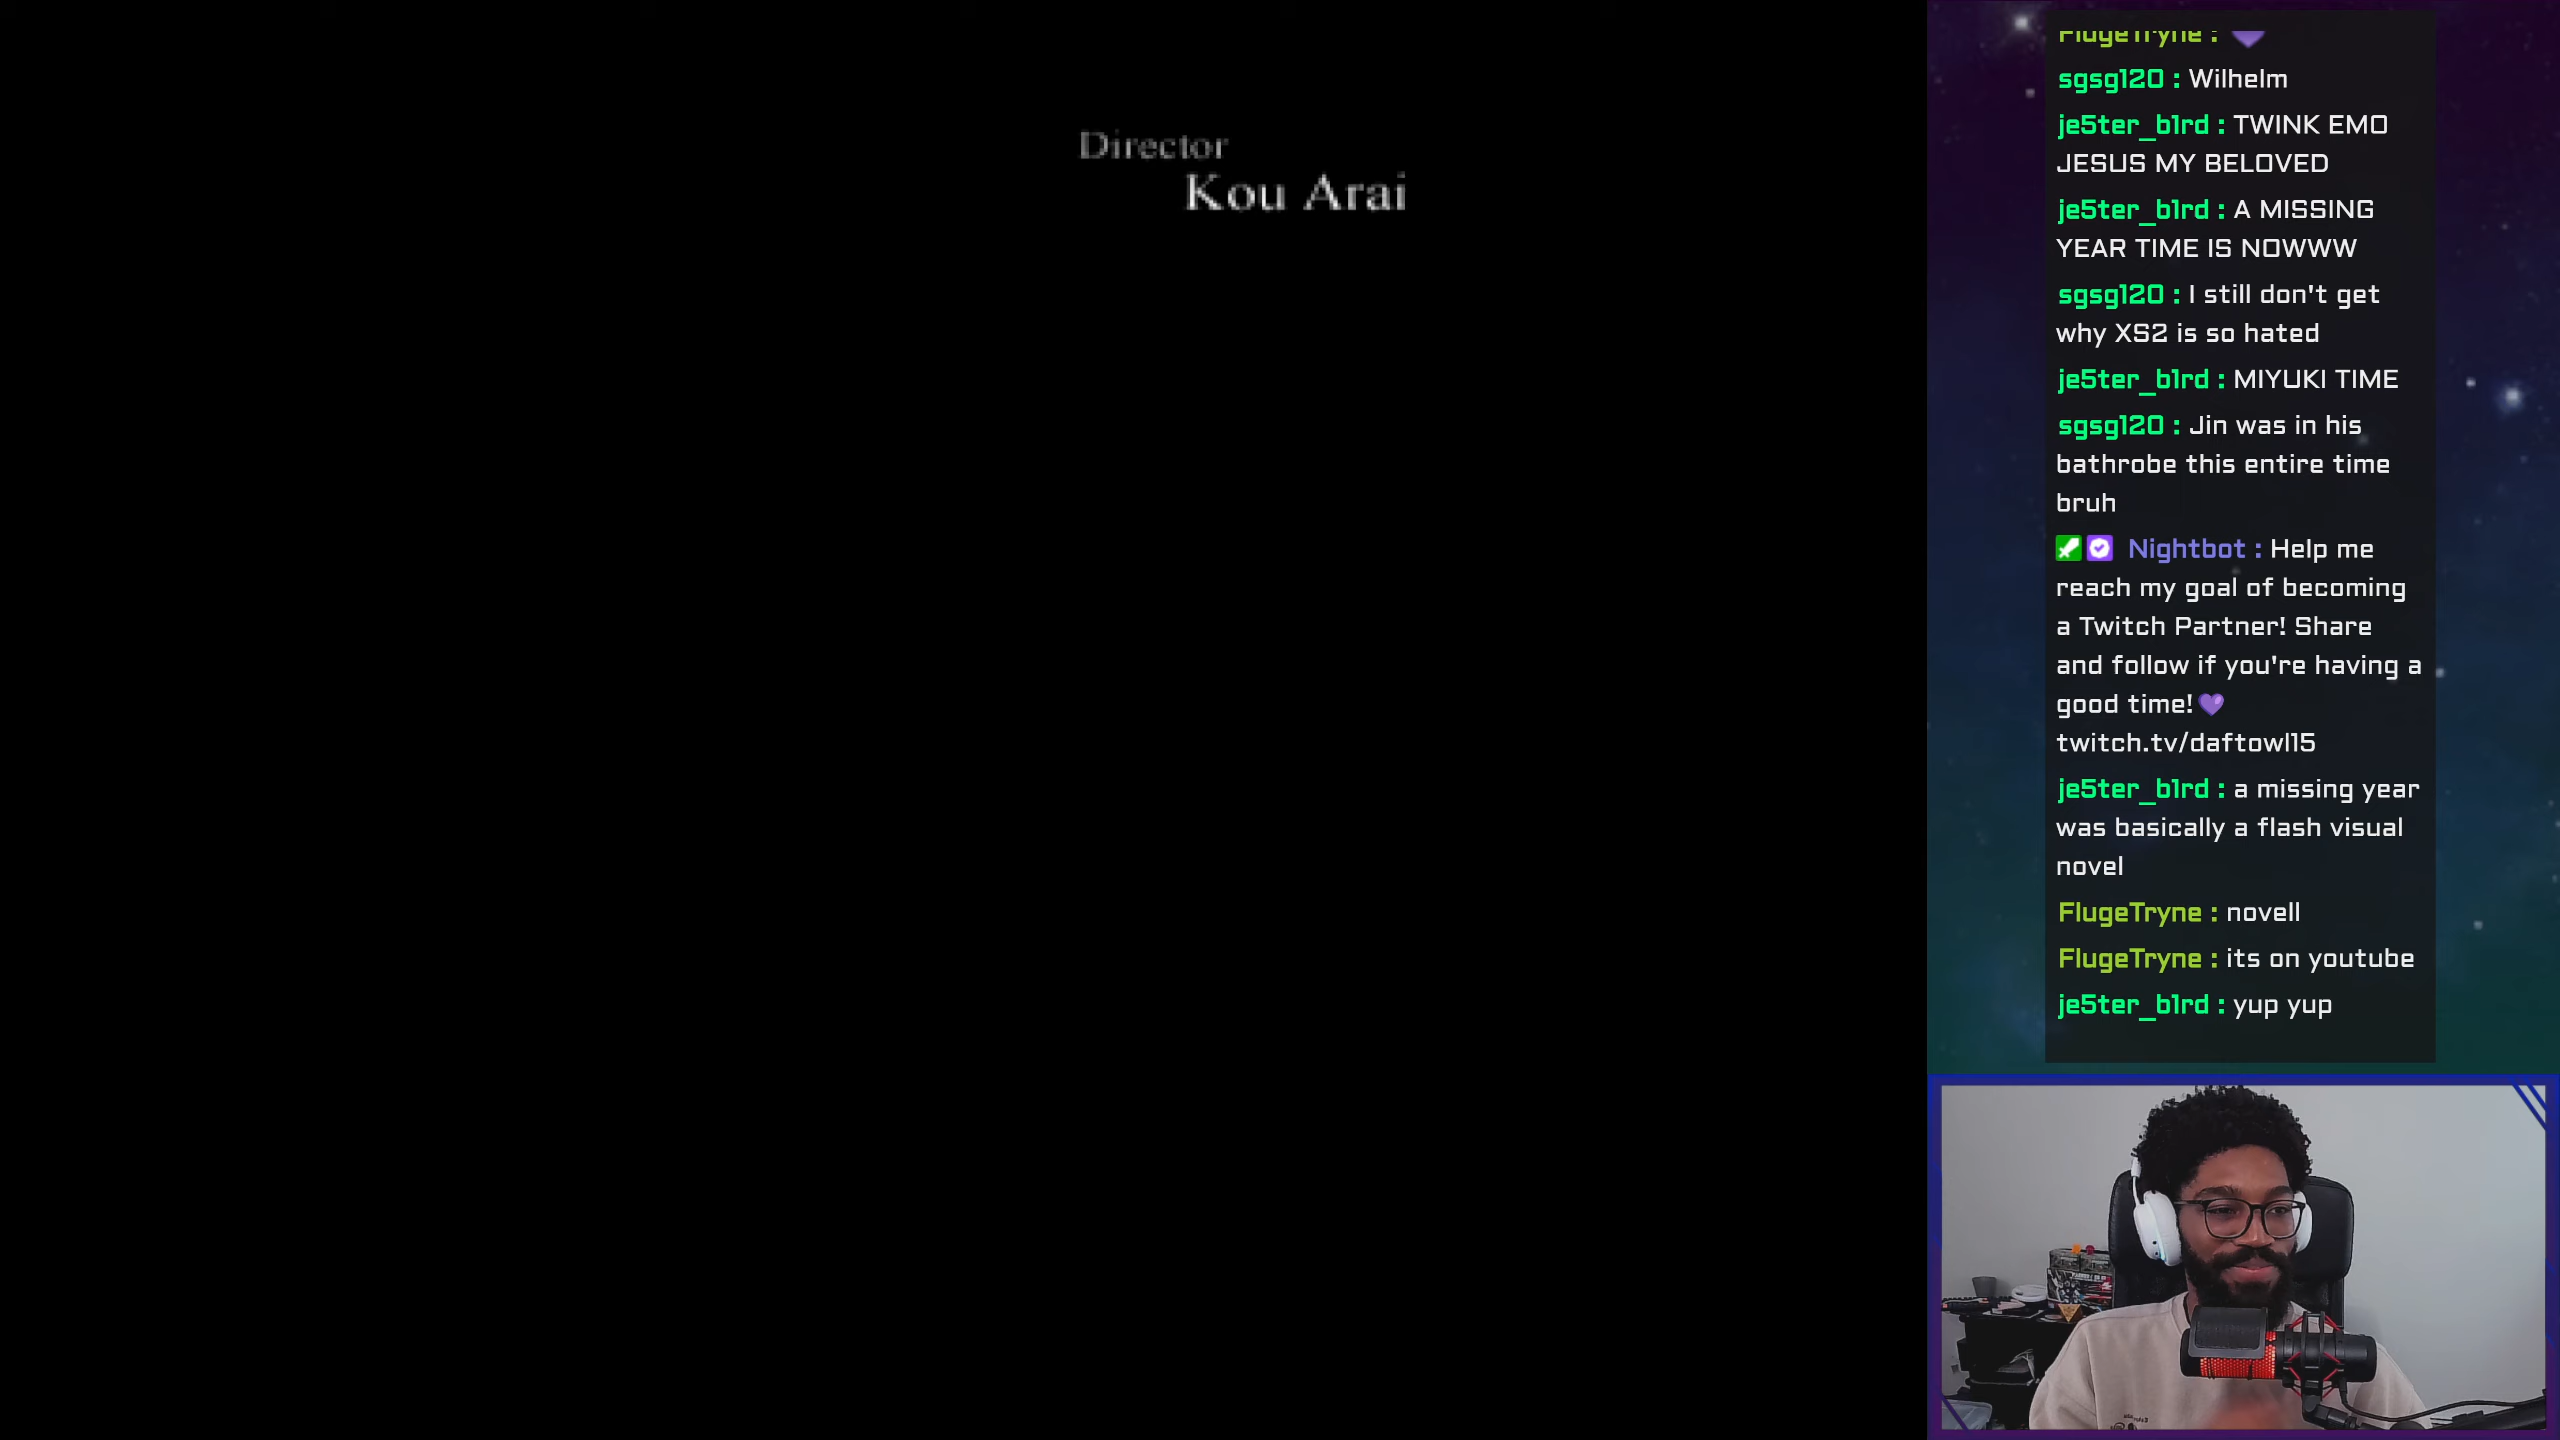 Director
Kou Arai
FlugeTryne : 💜
sgsg120 : Wilhelm
je5ter_b1rd : TWINK EMO
JESUS MY BELOVED
je5ter_b1rd : A MISSING
YEAR TIME IS NOWWW
sgsg120 : I still don't get
why XS2 is so hated
je5ter_b1rd : MIYUKI TIME
sgsg120 : Jin was in his
bathrobe this entire time
bruh
Nightbot : Help me
reach my goal of becoming
a Twitch Partner! Share
and follow if you're having a
good time!💜
twitch.tv/daftowl15
je5ter_b1rd : a missing year
was basically a flash visual
novel
FlugeTryne : novell
FlugeTryne : its on youtube
je5ter_b1rd : yup yup